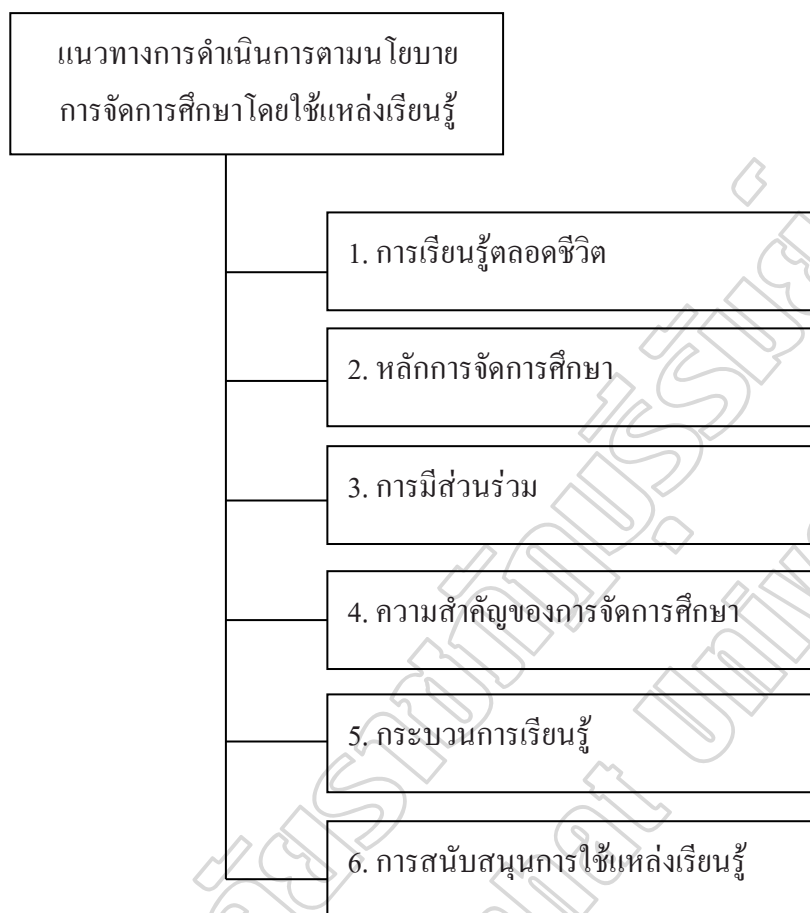 แนวทางการดำเนินการตามนโยบาย
การจัดการศึกษาโดยใช้แหล่งเรียนรู้
1. การเรียนรู้ตลอดชีวิต
2. หลักการจัดการศึกษา
3. การมีส่วนร่วม
4. ความสำคัญของการจัดการศึกษา
5. กระบวนการเรียนรู้
6. การสนับสนุนการใช้แหล่งเรียนรู้